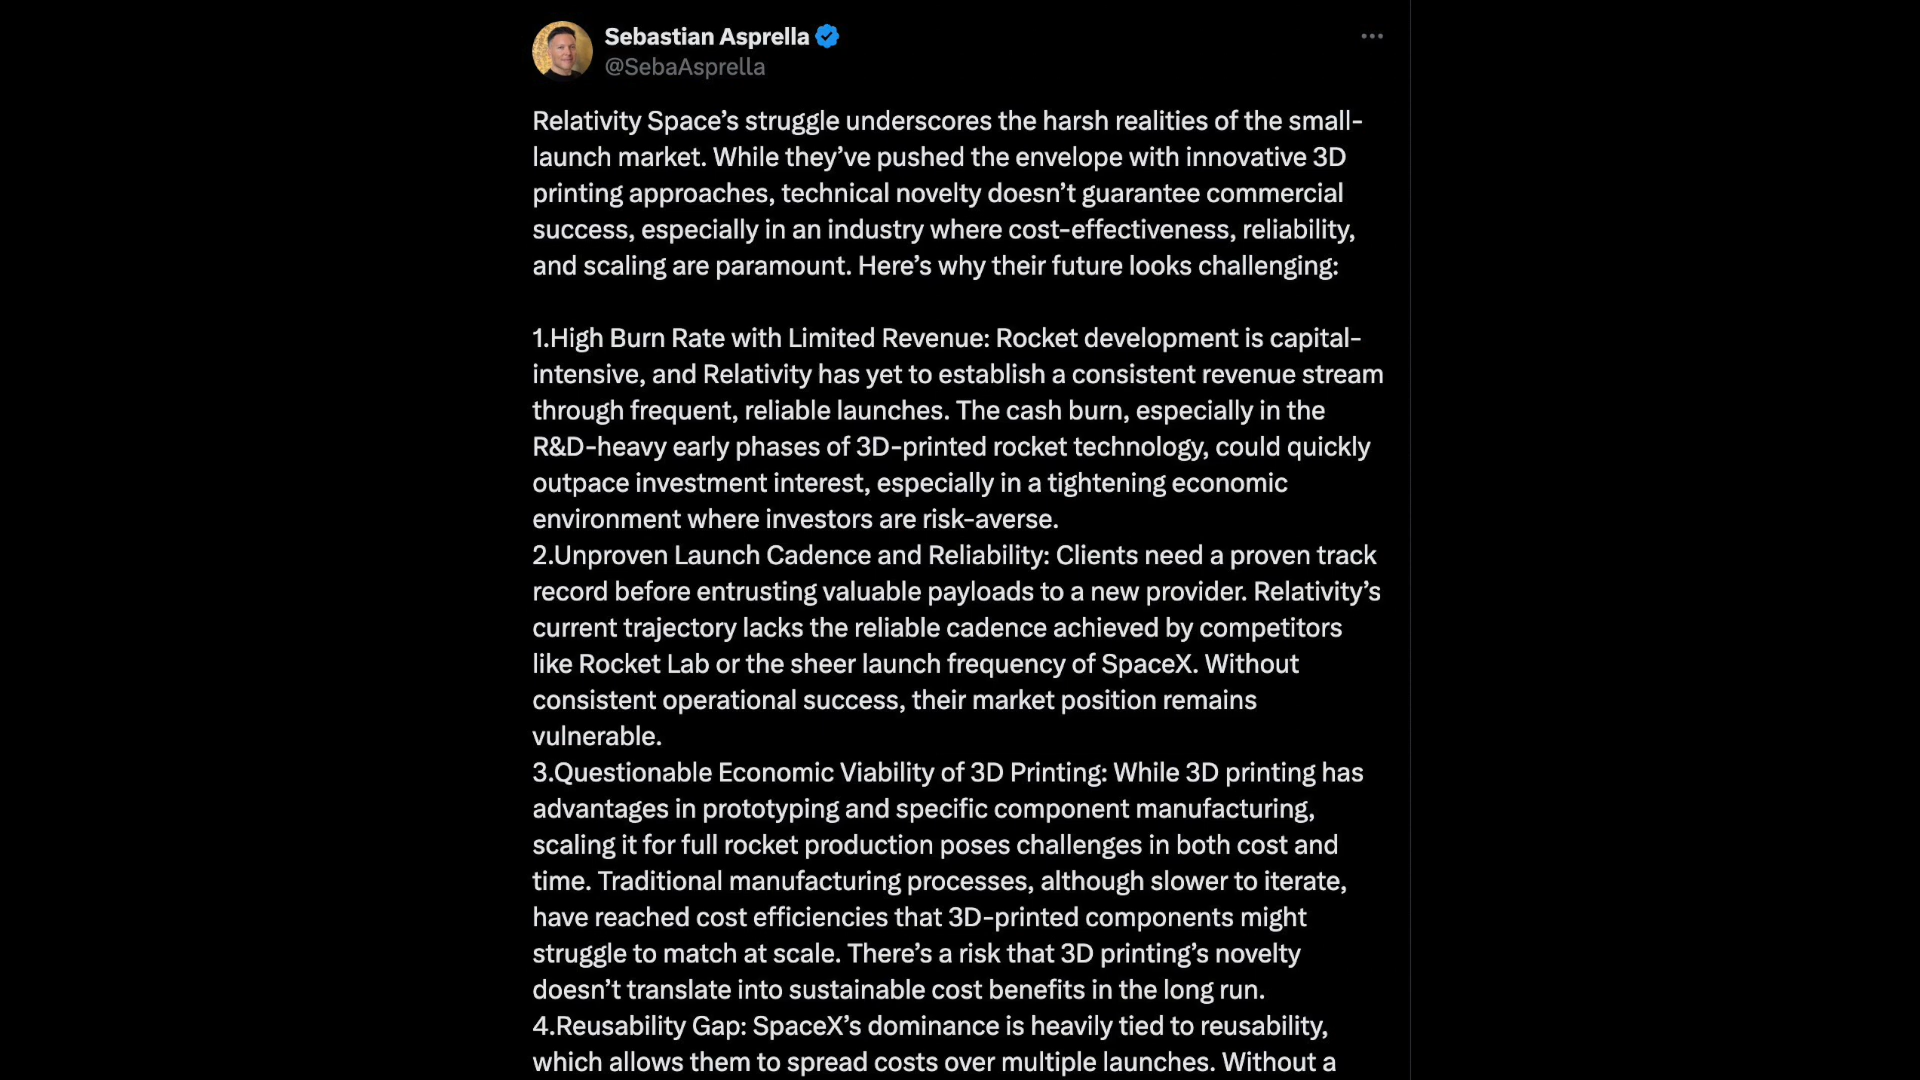 Sebastian Asprella
@SebaAsprella
Relativity Space’s struggle underscores the harsh realities of the small-
launch market. While they’ve pushed the envelope with innovative 3D
printing approaches, technical novelty doesn’t guarantee commercial
success, especially in an industry where cost-effectiveness, reliability,
and scaling are paramount. Here’s why their future looks challenging:
1.High Burn Rate with Limited Revenue: Rocket development is capital-
intensive, and Relativity has yet to establish a consistent revenue stream
through frequent, reliable launches. The cash burn, especially in the
R&D-heavy early phases of 3D-printed rocket technology, could quickly
outpace investment interest, especially in a tightening economic
environment where investors are risk-averse.
2.Unproven Launch Cadence and Reliability: Clients need a proven track
record before entrusting valuable payloads to a new provider. Relativity’s
current trajectory lacks the reliable cadence achieved by competitors
like Rocket Lab or the sheer launch frequency of SpaceX. Without
consistent operational success, their market position remains
vulnerable.
3.Questionable Economic Viability of 3D Printing: While 3D printing has
advantages in prototyping and specific component manufacturing,
scaling it for full rocket production poses challenges in both cost and
time. Traditional manufacturing processes, although slower to iterate,
have reached cost efficiencies that 3D-printed components might
struggle to match at scale. There’s a risk that 3D printing’s novelty
doesn’t translate into sustainable cost benefits in the long run.
4.Reusability Gap: SpaceX’s dominance is heavily tied to reusability,
which allows them to spread costs over multiple launches. Without a